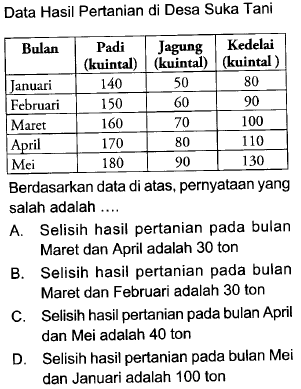 Data Hasil Pertanian di Desa Suka Tani
Bulan Padi (kuintal) Jagung (kuintal) Kedelai (kuintal )
Januari 140 50 80
Februari 150 60 90
Maret 160 70 100
April 170 80 110
Mei 180 90 130
Berdasarkan data di atas, pernyataan yang
salah adalah ....
A. Selisih hasil pertanian pada bulan
Maret dan April adalah 30 ton
B. Selisih hasil pertanian pada bulan
Maret dan Februari adalah 30 ton
C. Selisih hasil pertanian pada bulan April
dan Mei adalah 40 ton
D. Selisih hasil pertanian pada bulan Mei
dan Januari adalah 100 ton